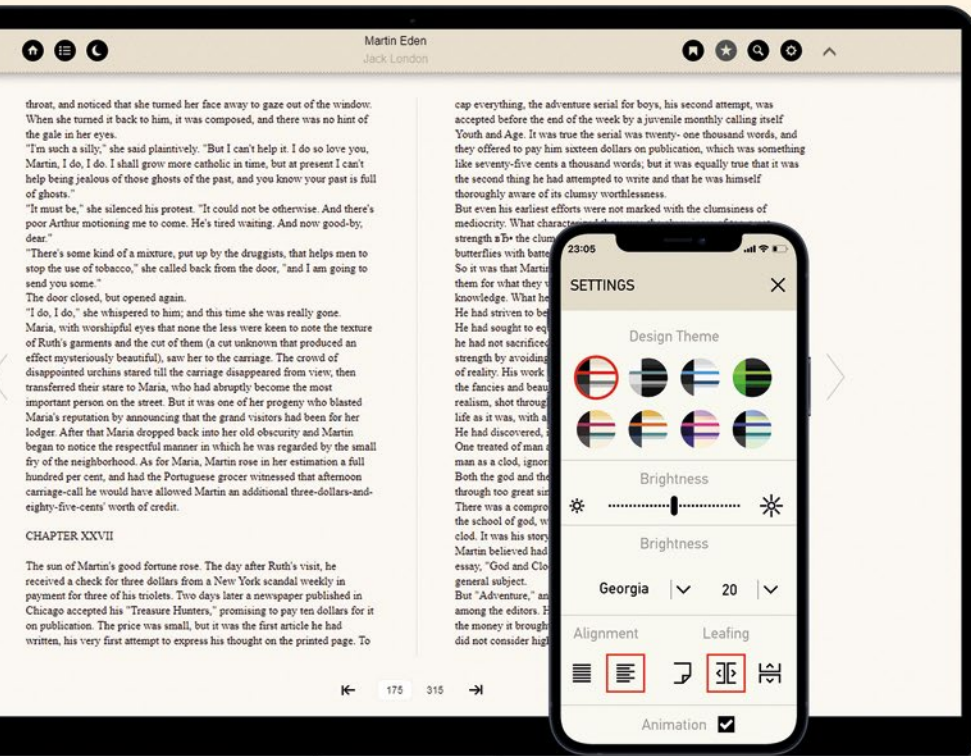 Martin Eden
Jack London
throat, and noticed that she turned her face away to gaze out of the window.
When she turned it back to him, it was composed, and there was no hint of
the gale in her eyes.
"I'm such a silly," she said plaintively. "But I can't help it. I do so love you,
Martin, I do, I do. I shall grow more catholic in time, but at present I can't
help being jealous of those ghosts of the past, and you know your past is full
of ghosts."
"It must be," she silenced his protest. "It could not be otherwise. And there's
poor Arthur motioning me to come. He's tired waiting. And now good-by,
dear."
"There's some kind of a mixture, put up by the druggists, that helps men to
stop the use of tobacco," she called back from the door, "and I am going to
send you some."
The door closed, but opened again.
"I do, I do," she whispered to him; and this time she was really gone.
Maria, with worshipful eyes that none the less were keen to note the texture
of Ruth's garments and the cut of them (a cut unknown that produced an
effect mysteriously beautiful), saw her to the carriage. The crowd of
disappointed urchins stared till the carriage disappeared from view, then
transferred their stare to Maria, who had abruptly become the most
important person on the street. But it was one of her progeny who blasted
Maria's reputation by announcing that the grand visitors had been for her
lodger. After that Maria dropped back into her old obscurity and Martin
began to notice the respectful manner in which he was regarded by the small
fry of the neighborhood. As for Maria, Martin rose in her estimation a full
hundred per cent, and had the Portuguese grocer witnessed that afternoon
carriage-call he would have allowed Martin an additional three-dollars-and-
eighty-five-cents' worth of credit.
CHAPTER XXVII
The sun of Martin's good fortune rose. The day after Ruth's visit, he
received a check for three dollars from a New York scandal weekly in
payment for three of his triolets. Two days later a newspaper published in
Chicago accepted his "Treasure Hunters," promising to pay ten dollars for it
on publication. The price was small, but it was the first article he had
written, his very first attempt to express his thought on the printed page. To
cap everything, the adventure serial for boys, his second attempt, was
accepted before the end of the week by a juvenile monthly calling itself
Youth and Age. It was true the serial was twenty- one thousand words, and
they offered to pay him sixteen dollars on publication, which was something
like seventy-five cents a thousand words; but it was equally true that it was
the second thing he had attempted to write and that he was himself
thoroughly aware of its clumsy worthlessness.
But even his earliest efforts were not marked with the clumsiness of
mediocrity. What
strength вЂ• the clum
butterflies with batte
So it was that Martin
them for what they
knowledge. What he
He had striven to be
He had sought to eq
he had not sacrificed
strength by avoiding
of reality. His work
the fancies and beau
realism, shot throug
life as it was, with a
He had discovered, i
One treated of man a
man as a clod, ignor
Both the god and the
through too great sin
There was a compro
the school of god, w
clod. It was his story
Martin believed had
essay, "God and Clo
general subject.
But "Adventure," an
among the editors. H
the money it brought
did not consider high
175 315
23:05
SETTINGS
Design Theme
Brightness
Brightness
Georgia 20
Alignment Leafing
Animation